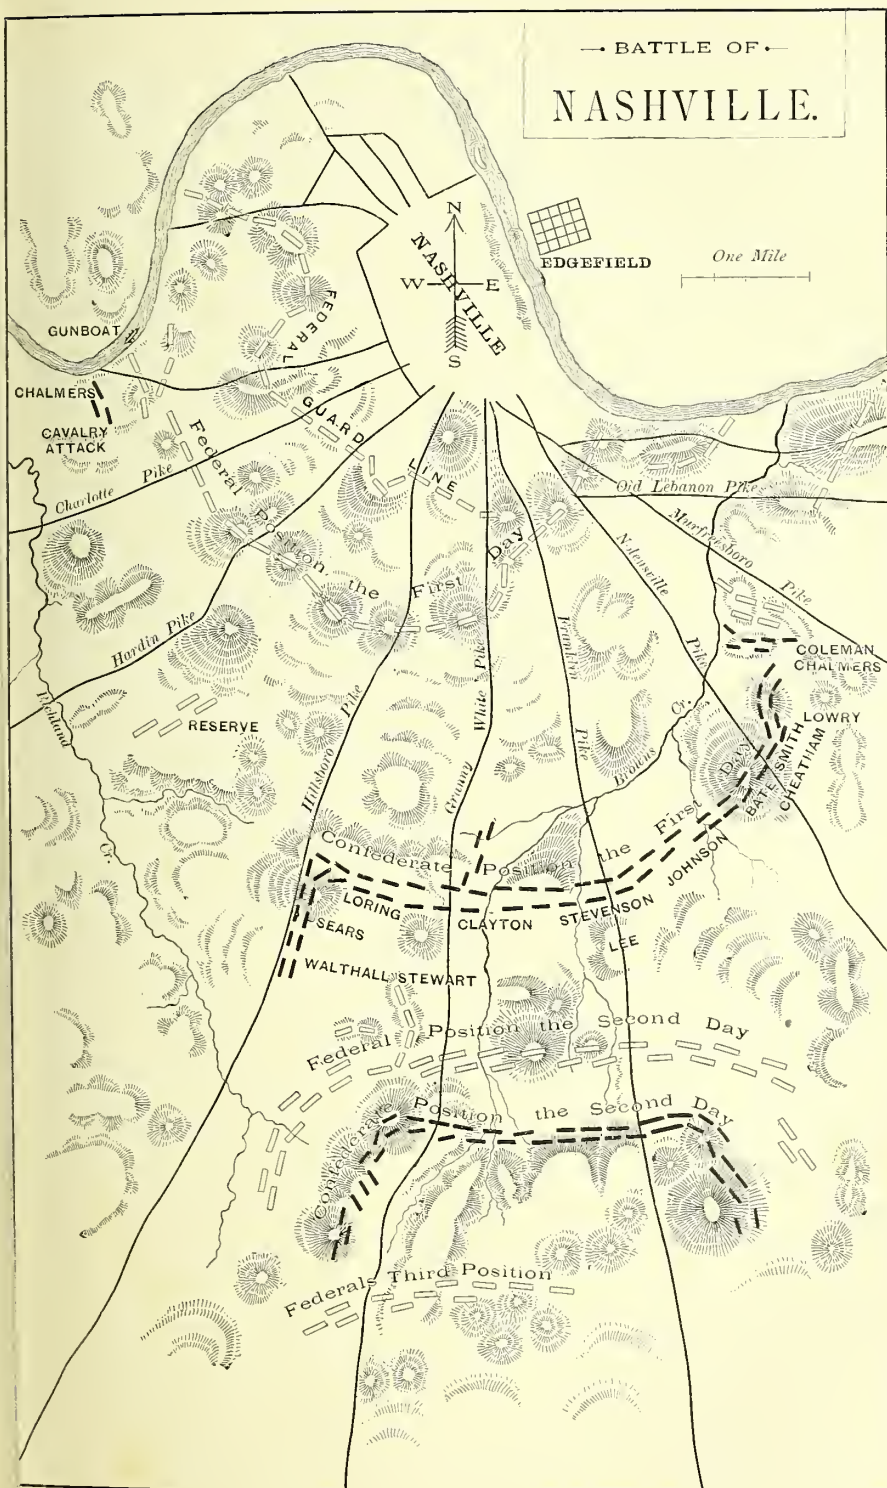 BATTLE OF
NASHVILLE.
N
W E
S
NASHVILLE
EDGEFIELD
One Mile
GUNBOAT
CHALMERS
CAVALRY
ATTACK
FEDERAL
GUARD
LINE
Federal Position, the First Day
Charlotte Pike
Hardin Pike
Richland Cr.
RESERVE
Hillsboro Pike
Granny White Pike
Franklin Pike
Nolensville Pike
Murfreesboro Pike
Old Lebanon Pike
Browns Cr.
COLEMAN
CHALMERS
LOWRY
SMITH
CHEATHAM
BATE
JOHNSON
Confederate Position the First Day
LORING
SEARS
WALTHALL STEWART
CLAYTON
STEVENSON
LEE
Federal Position the Second Day
Confederate Position the Second Day
Federals Third Position